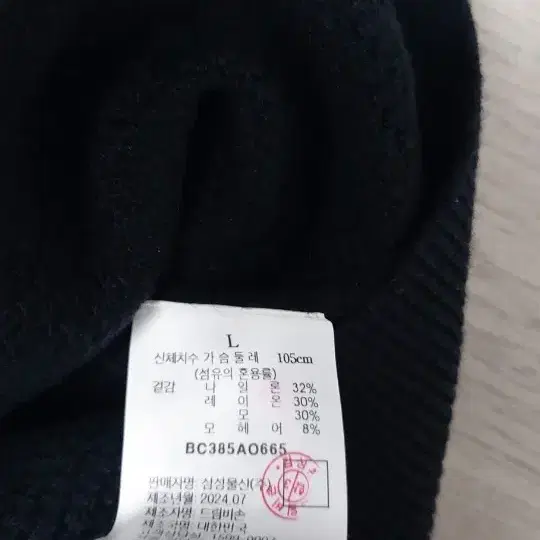 L
신체치수 가슴둘레 105cm
(섬유의 혼용률)
겉감 나 일 론 32%
레 이 온 30%
모 30%
모 헤 어 8%
BC385AO665
판매자명 삼성물산(주)
제조년월 2024.07
제조자명 드림비손
제조국명 대한민국